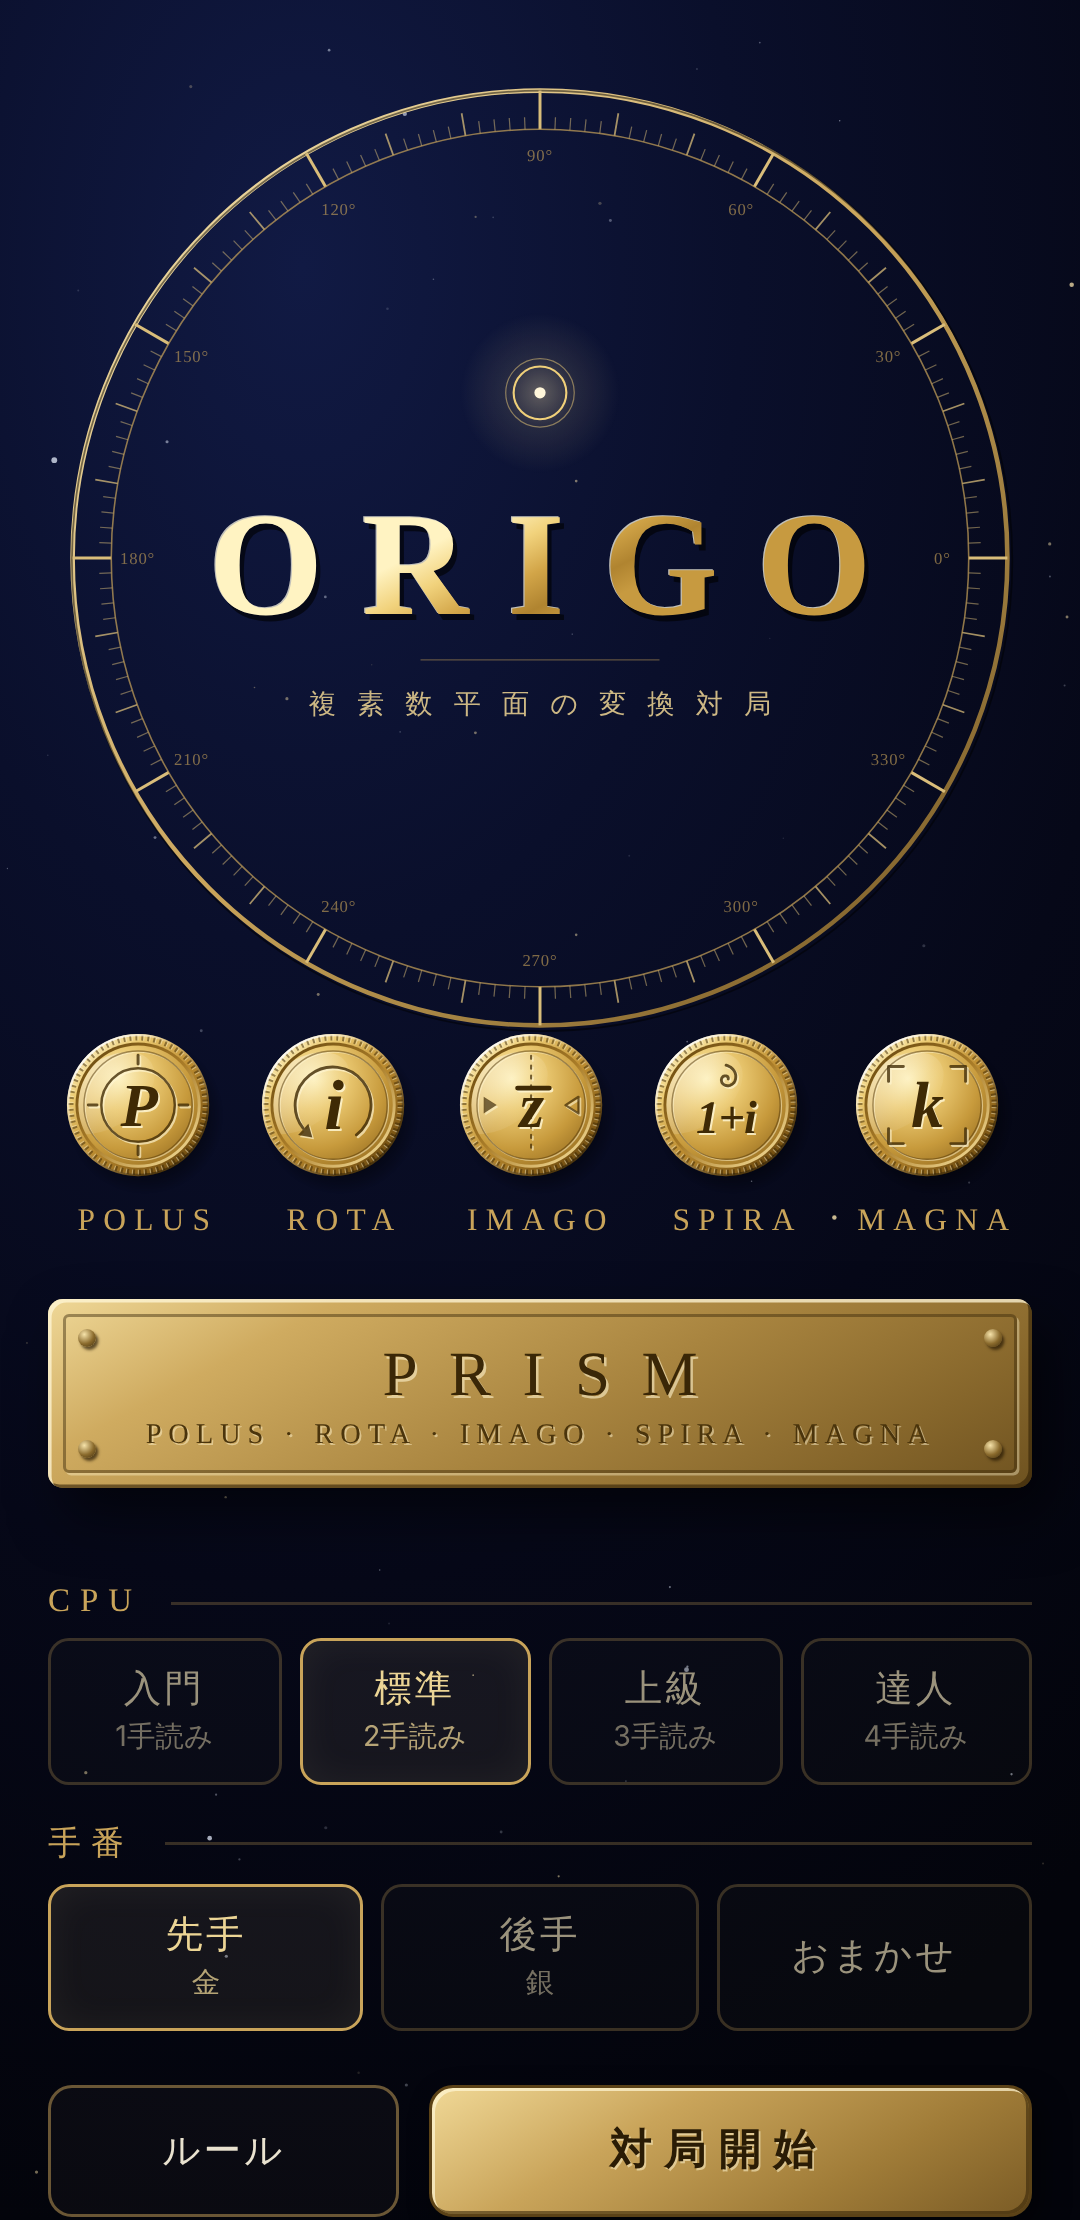 90°
120° 60°
150° 30°
ORIGO
180° 0°
複素数平面の変換対局
210° 330°
240° 300°
270°
P i z̄ 1+i k
POLUS ROTA IMAGO SPIRA MAGNA
PRISM
POLUS · ROTA · IMAGO · SPIRA · MAGNA
CPU
入門 標準 上級 達人
1手読み 2手読み 3手読み 4手読み
手番
先手 後手 おまかせ
金 銀
ルール 対局開始